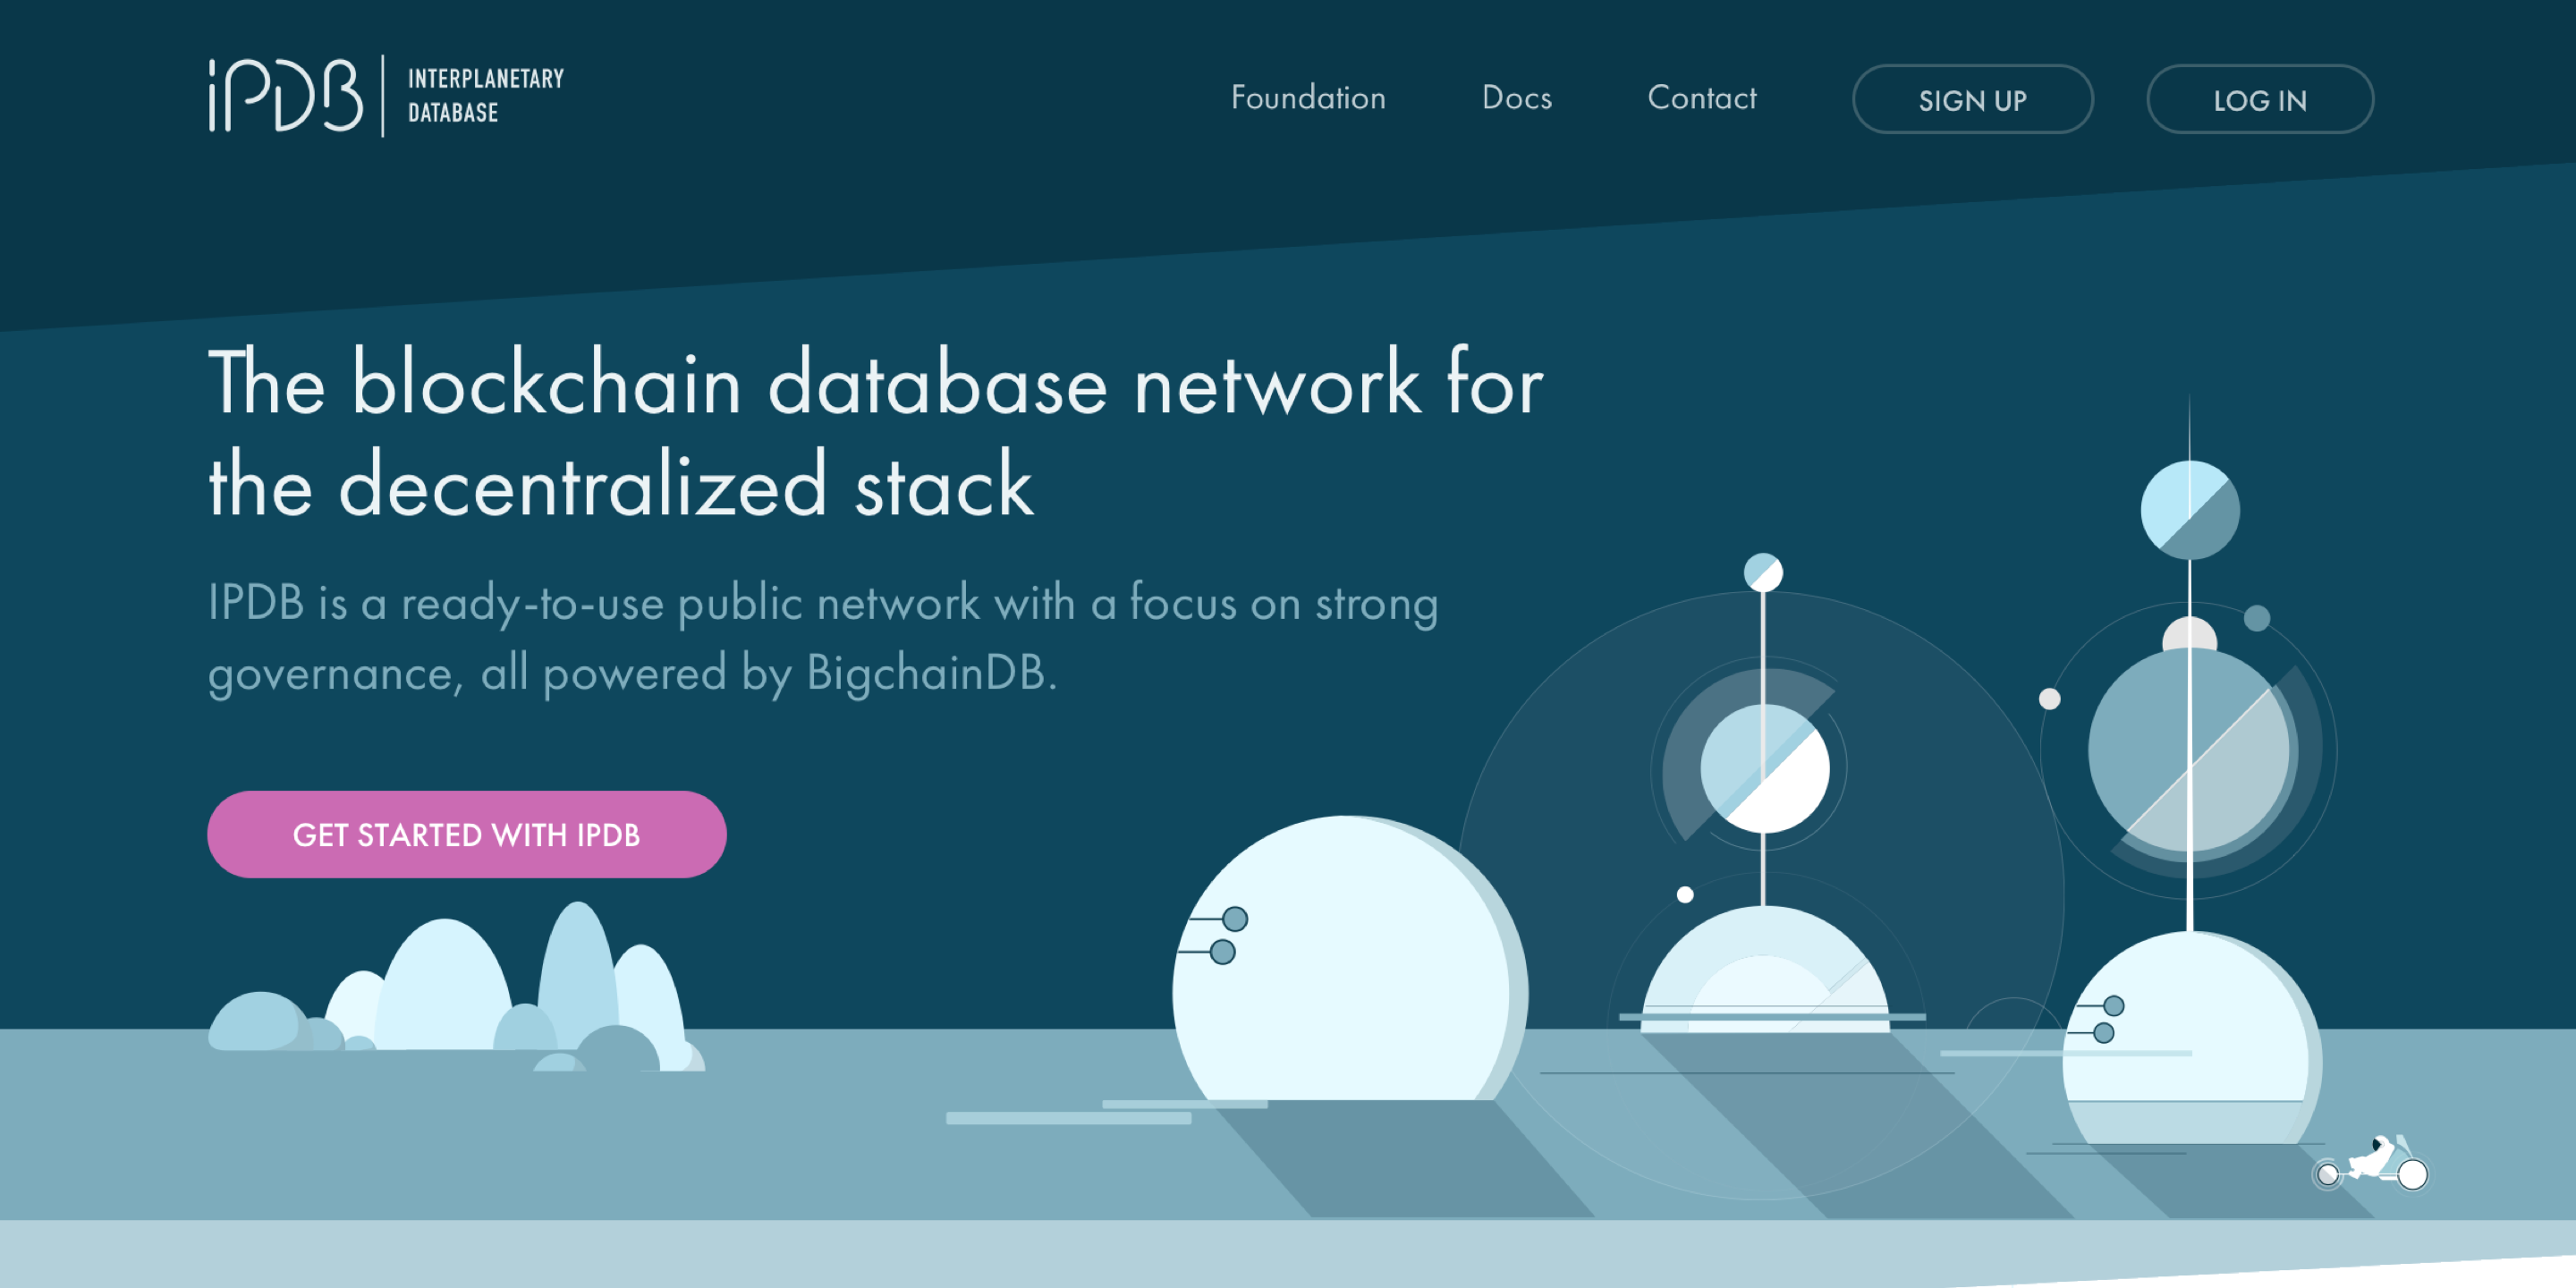 iPDB
INTERPLANETARY
DATABASE
Foundation
Docs
Contact
SIGN UP
LOG IN
The blockchain database network for
the decentralized stack
IPDB is a ready-to-use public network with a focus on strong
governance, all powered by BigchainDB.
GET STARTED WITH IPDB